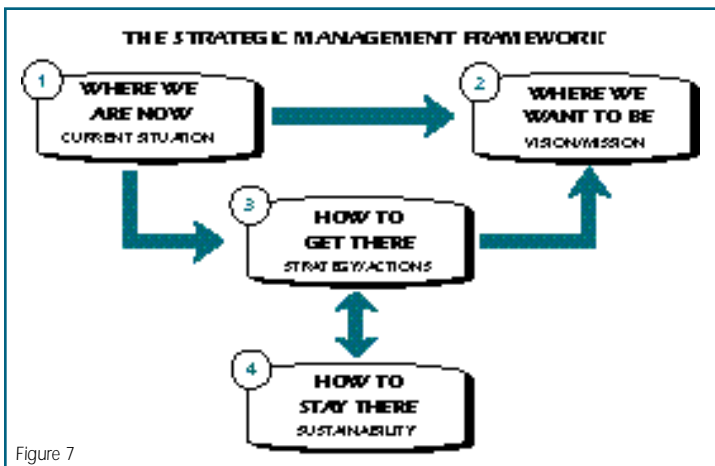 THE STRATEGIC MANAGEMENT FRAMEWORK
1
WHERE WE
ARE NOW
CURRENT SITUATION
2
WHERE WE
WANT TO BE
VISION/MISSION
3
HOW TO
GET THERE
STRATEGY/ACTIONS
4
HOW TO
STAY THERE
SUSTAINABILITY
Figure 7